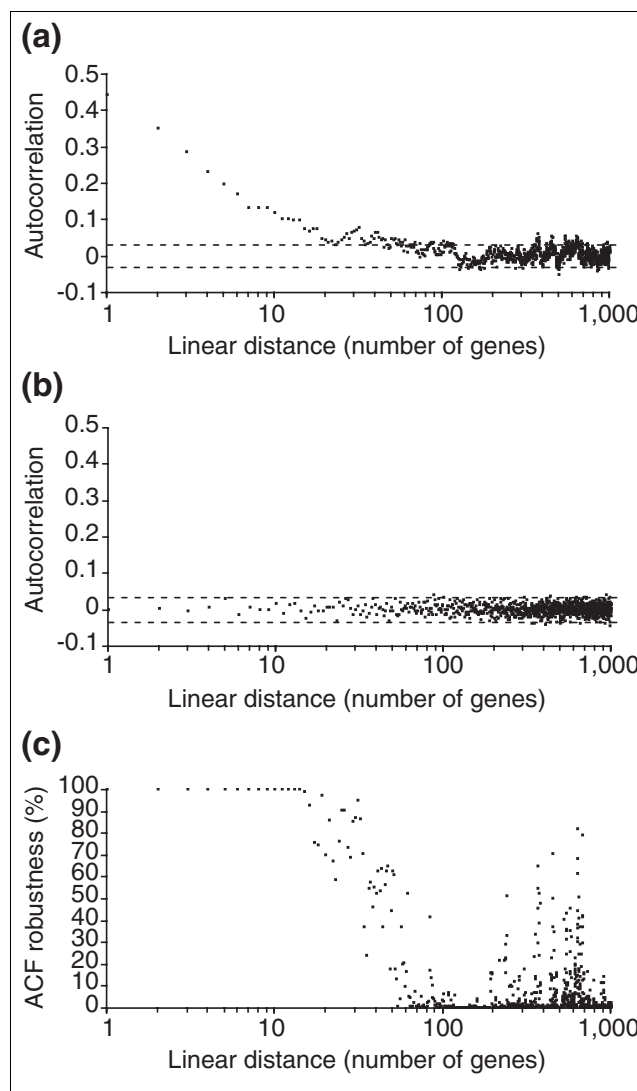 (a)
0.5
0.4
0.3
0.2
0.1
0
-0.1
Autocorrelation
1 10 100 1,000
Linear distance (number of genes)
(b)
0.5
0.4
0.3
0.2
0.1
0
-0.1
Autocorrelation
1 10 100 1,000
Linear distance (number of genes)
(c)
100
90
80
70
60
50
40
30
20
10
0
ACF robustness (%)
1 10 100 1,000
Linear distance (number of genes)